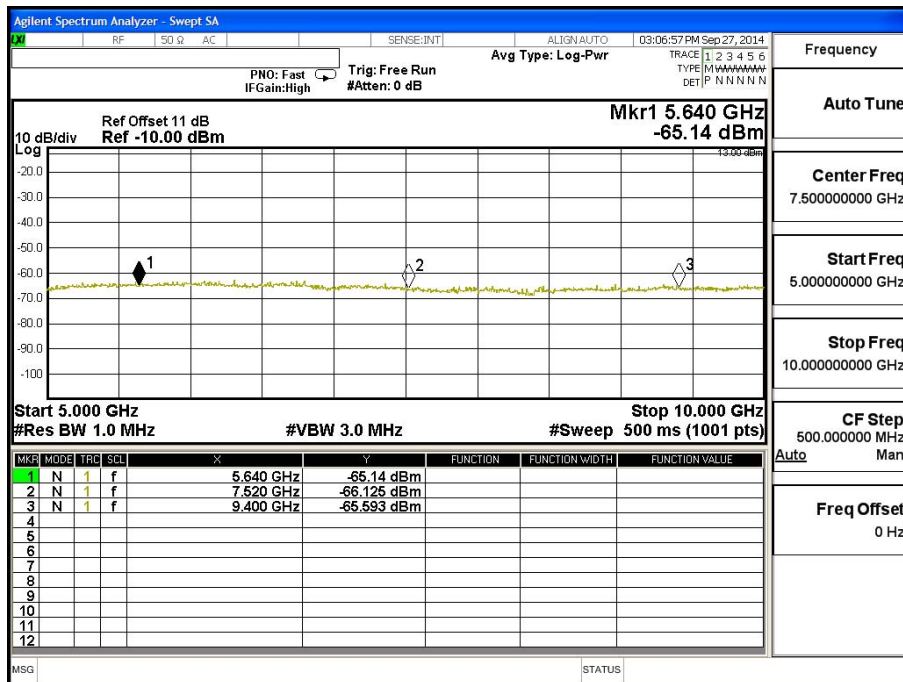 Agilent Spectrum Analyzer - Swept SA
LXI RF 50 Ω AC SENSE:INT ALIGN AUTO 03:06:57 PM Sep 27, 2014
Avg Type: Log-Pwr
TRACE 1 2 3 4 5 6
TYPE M WWWWW
DET P N N N N N
PNO: Fast
IFGain:High
Trig: Free Run
#Atten: 0 dB
Mkr1 5.640 GHz
-65.14 dBm
Ref Offset 11 dB
10 dB/div Ref -10.00 dBm
Log
-13.00 dBm
-20.0
-30.0
-40.0
-50.0
-60.0
-70.0
-80.0
-90.0
-100
1
2
3
Start 5.000 GHz Stop 10.000 GHz
#Res BW 1.0 MHz #VBW 3.0 MHz #Sweep 500 ms (1001 pts)
MKR MODE TRC SCL X Y FUNCTION FUNCTION WIDTH FUNCTION VALUE
1 N 1 f 5.640 GHz -65.14 dBm
2 N 1 f 7.520 GHz -66.125 dBm
3 N 1 f 9.400 GHz -65.593 dBm
4
5
6
7
8
9
10
11
12
MSG STATUS
Frequency
Auto Tune
Center Freq
7.500000000 GHz
Start Freq
5.000000000 GHz
Stop Freq
10.000000000 GHz
CF Step
500.000000 MHz
Auto Man
Freq Offset
0 Hz